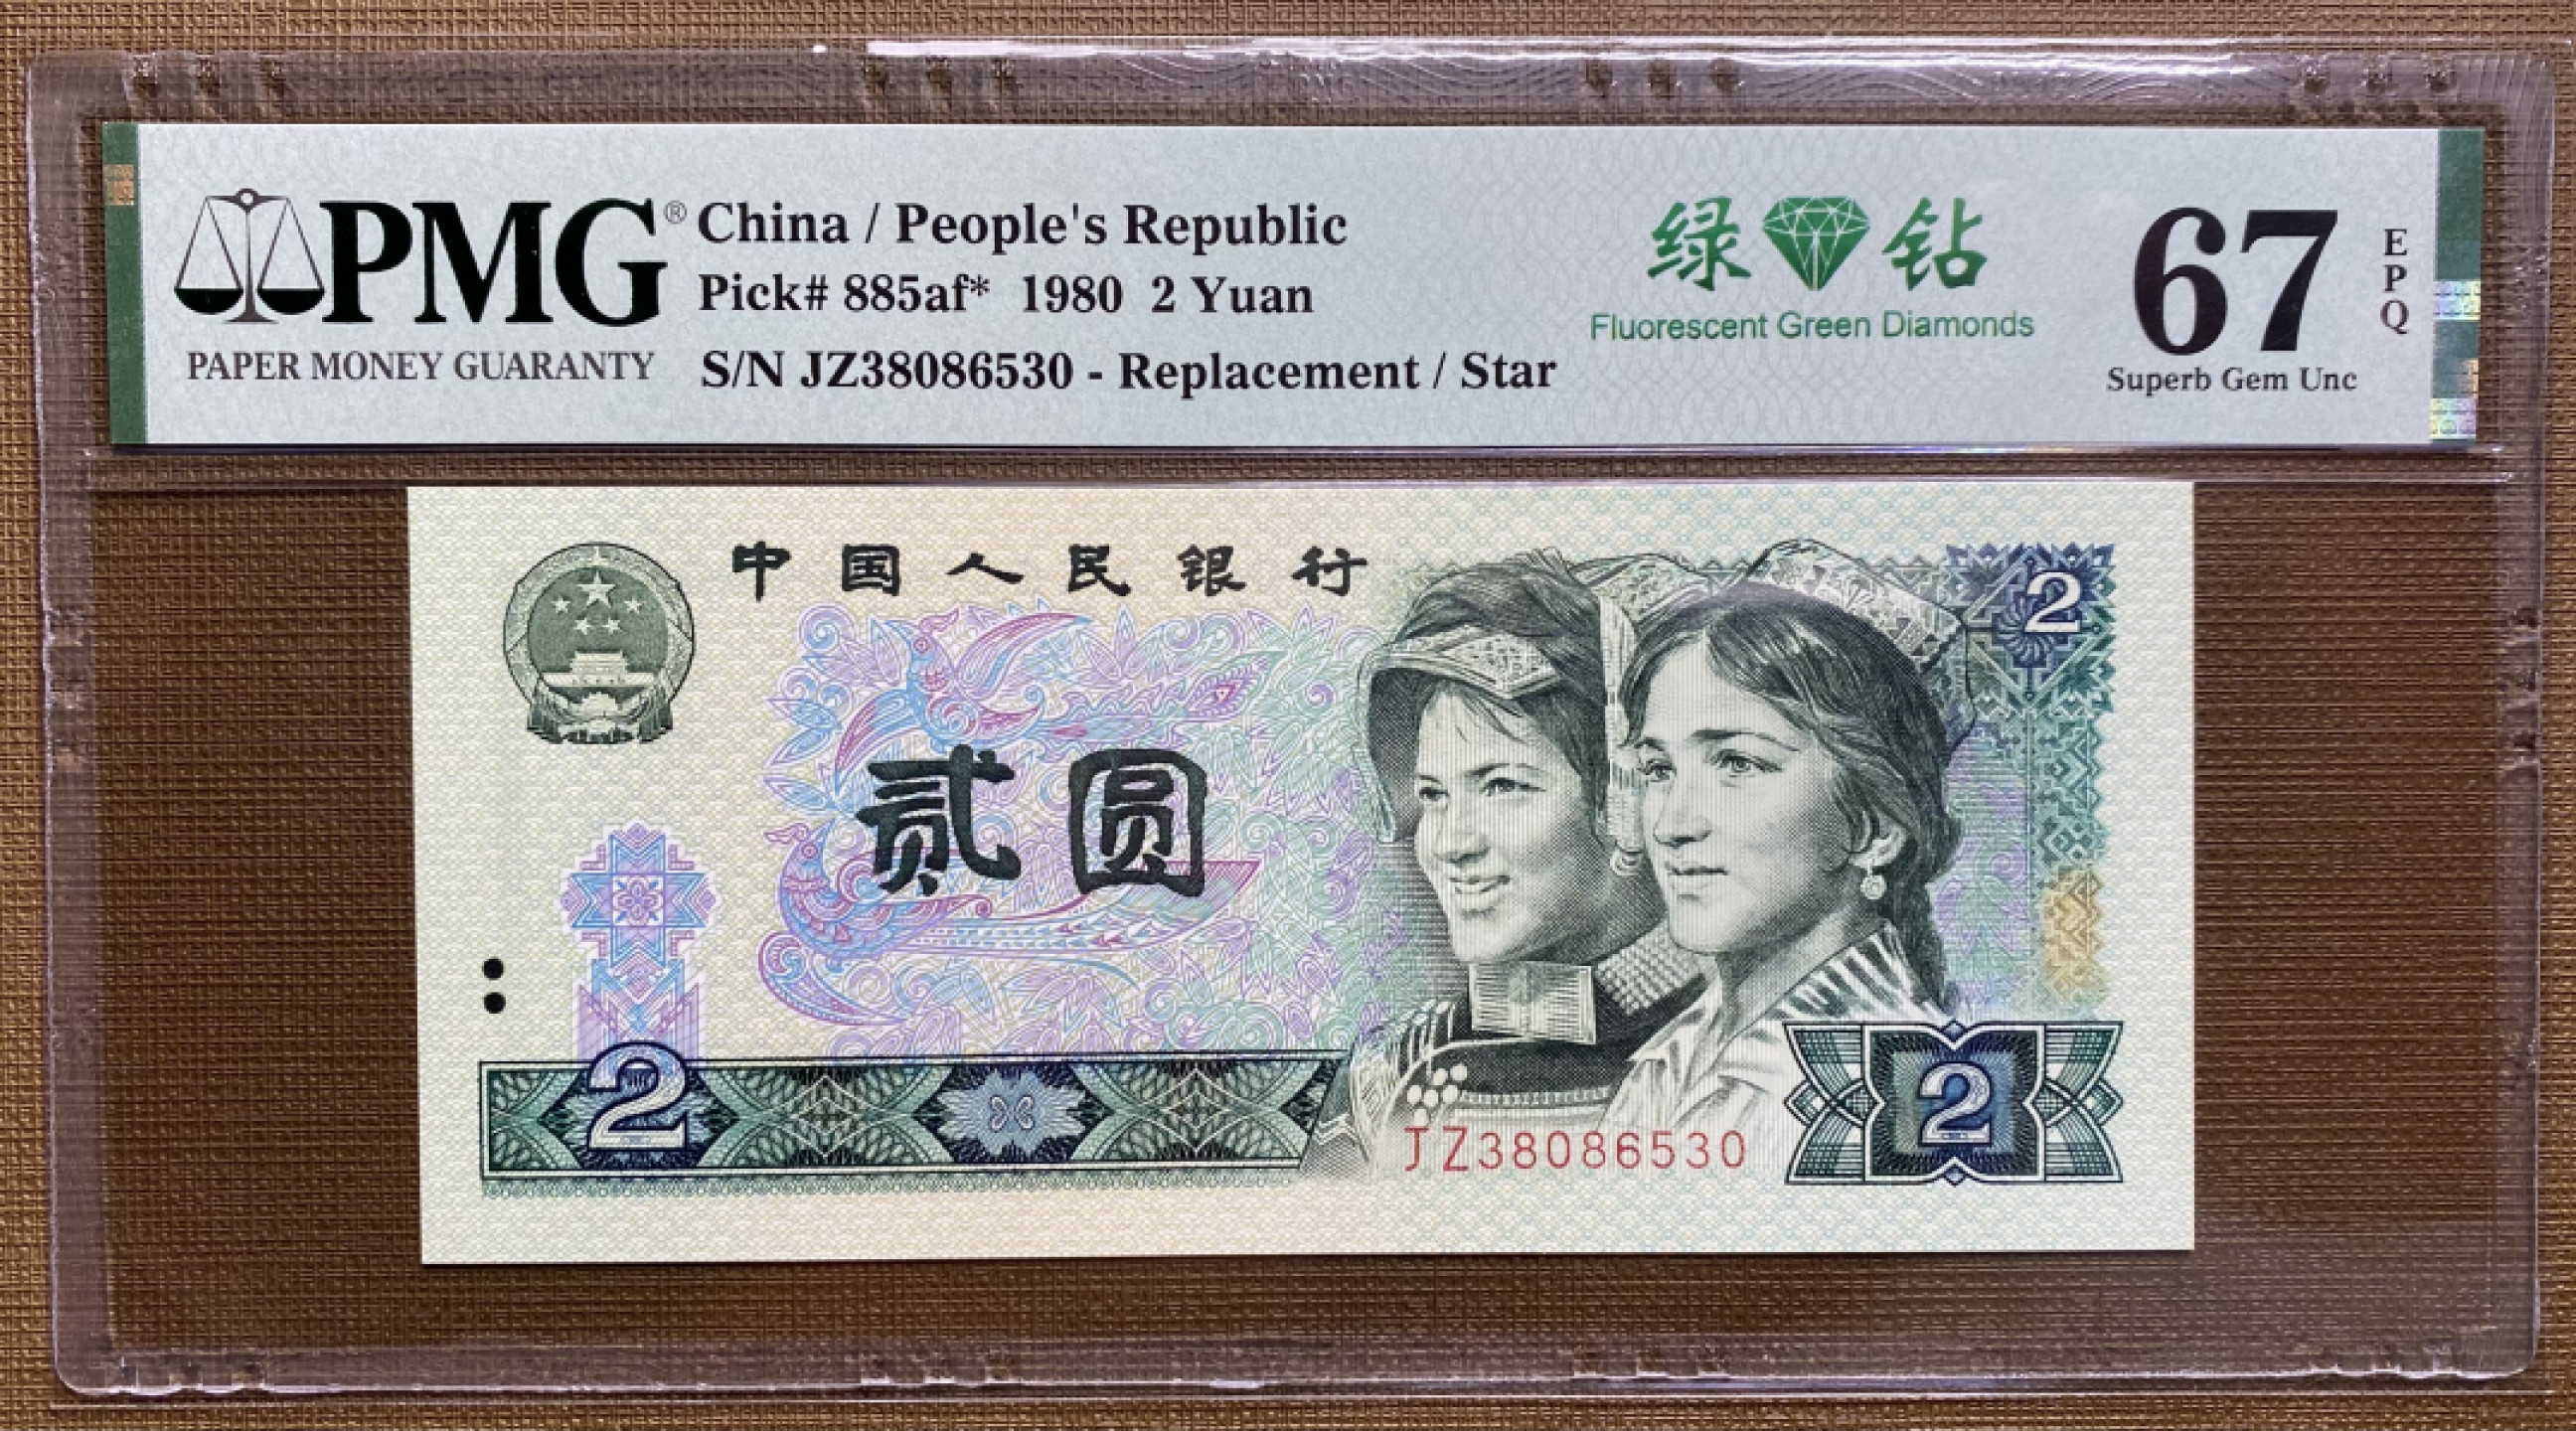 PMG®
PAPER MONEY GUARANTY
China / People's Republic
Pick# 885af* 1980 2 Yuan
S/N JZ38086530 - Replacement / Star
绿钻
Fluorescent Green Diamonds
67
EPQ
Superb Gem Unc
中国人民银行
2
贰圆
2
JZ38086530
2